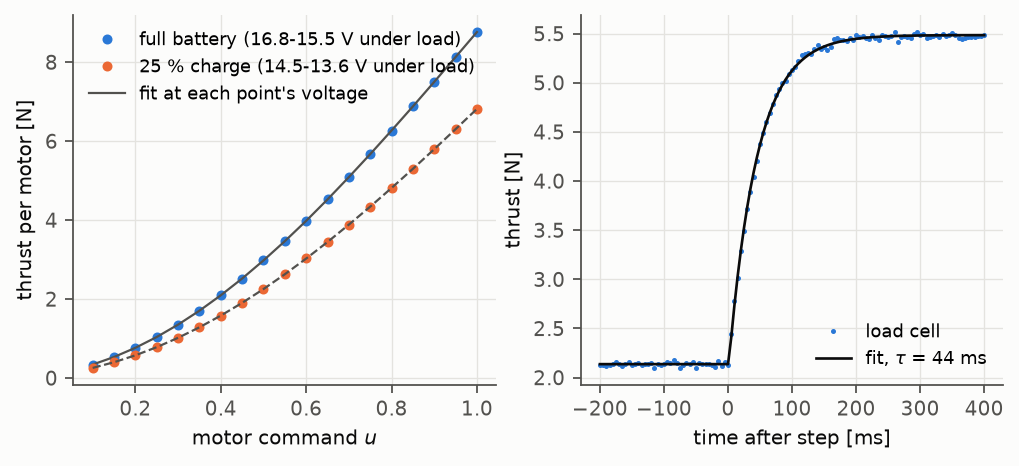 full battery (16.8-15.5 V under load)
25 % charge (14.5-13.6 V under load)
fit at each point's voltage
thrust per motor [N]
8
6
4
2
0
0.2 0.4 0.6 0.8 1.0
motor command u
thrust [N]
5.5
5.0
4.5
4.0
3.5
3.0
2.5
2.0
load cell
fit, τ = 44 ms
−200 −100 0 100 200 300 400
time after step [ms]